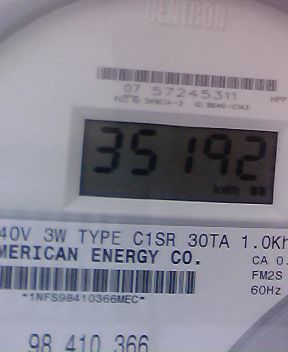 CENTRON
07 57245311
35192
kWh
40V 3W TYPE C1SR 30TA 1.0Kh
MERICAN ENERGY CO.
CA 0.
FM2S
60Hz
*1NFS98410366MEC*
98 410 366